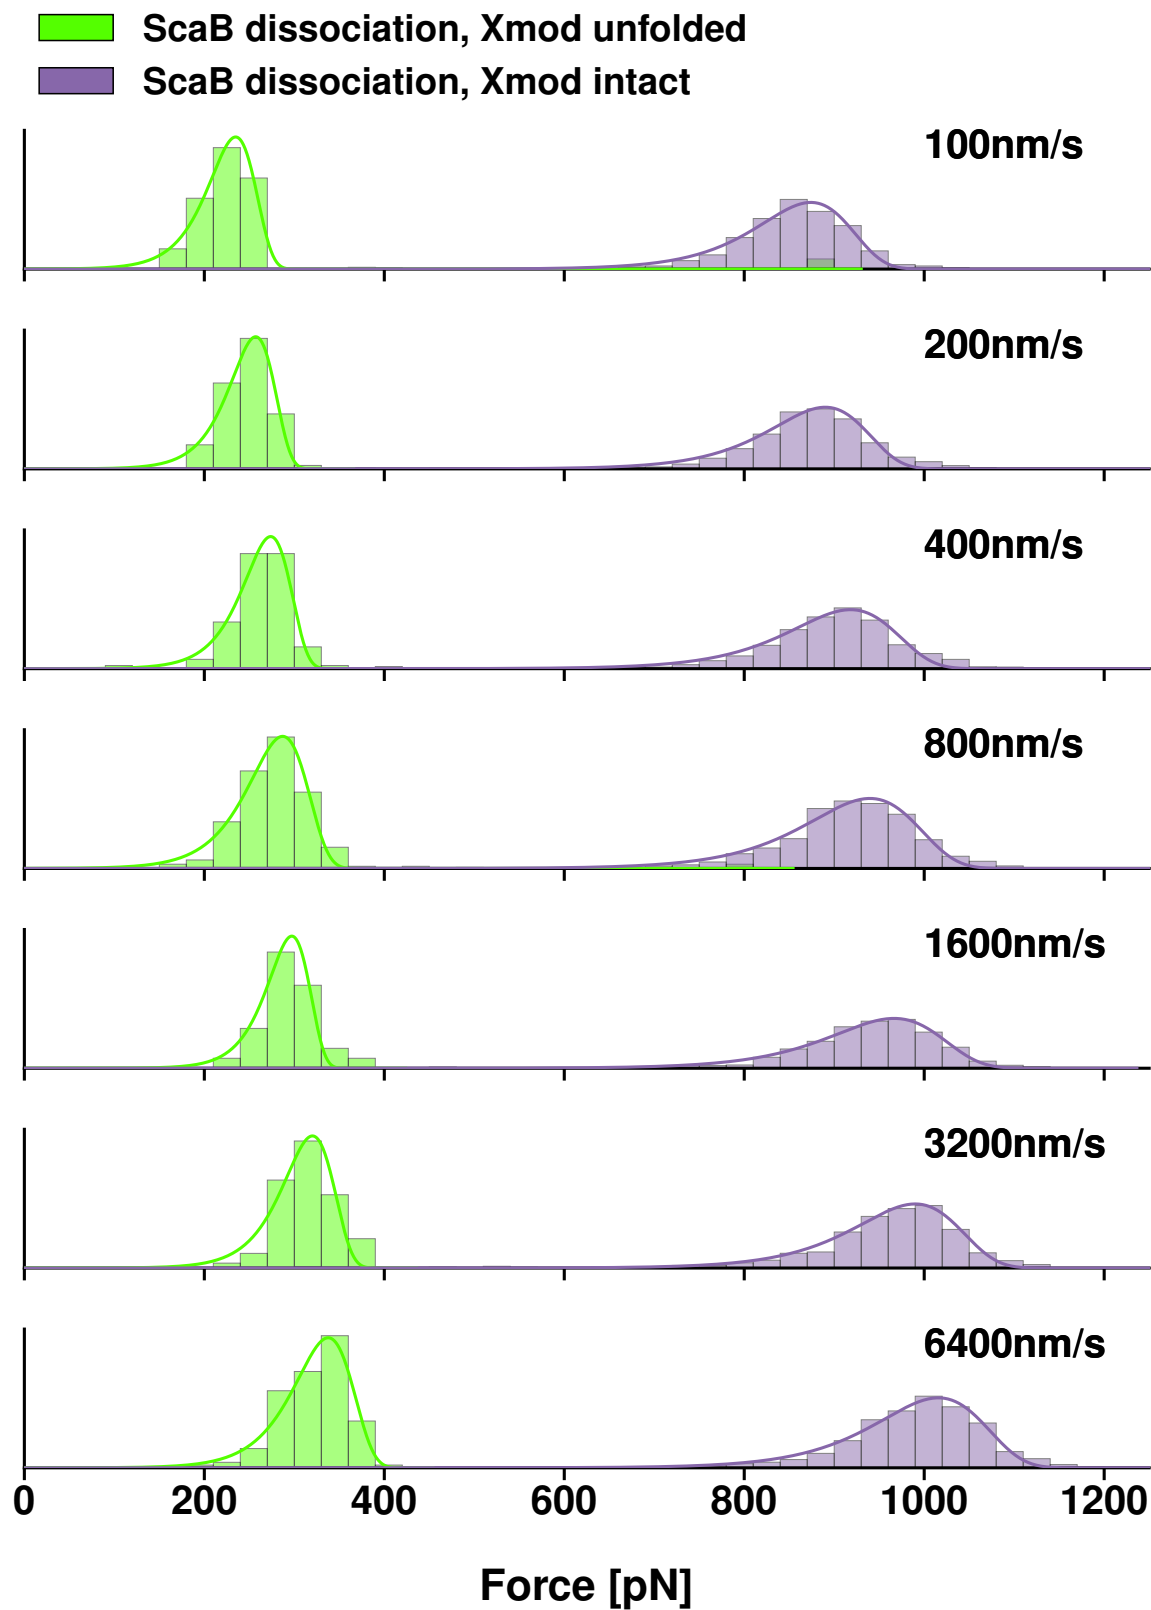 ScaB dissociation, Xmod unfolded
ScaB dissociation, Xmod intact
100nm/s
200nm/s
400nm/s
800nm/s
1600nm/s
3200nm/s
6400nm/s
0 200 400 600 800 1000 1200
Force [pN]